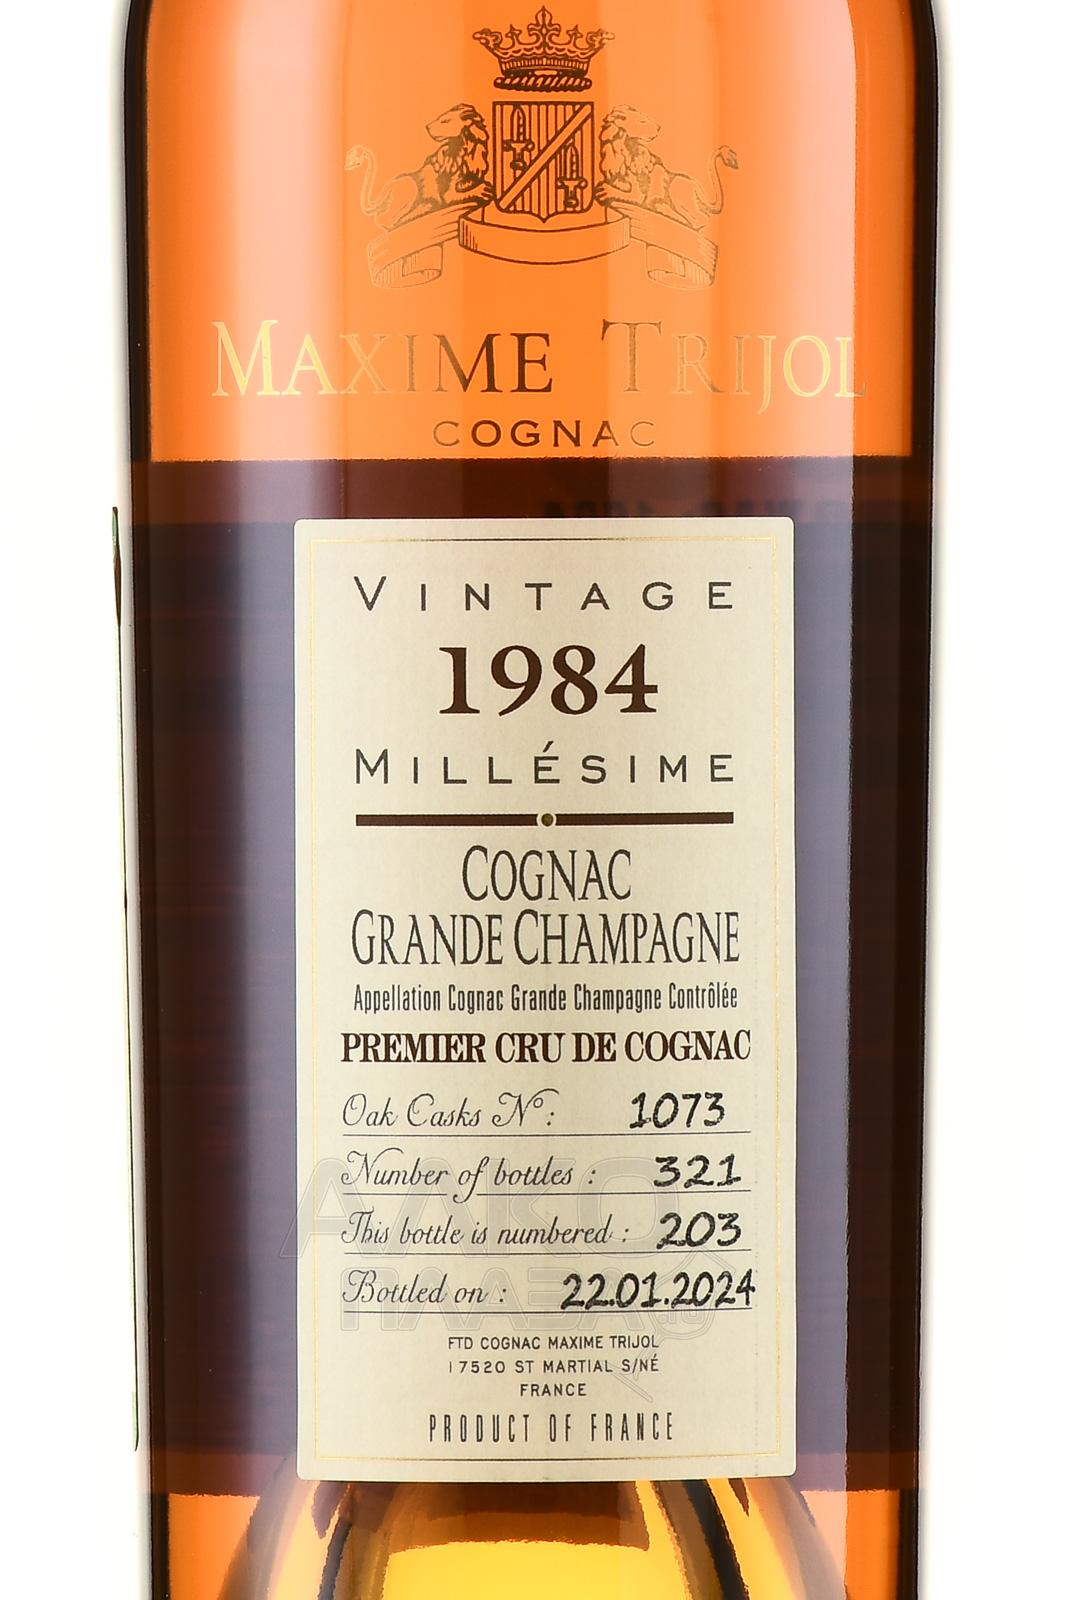 MAXIME TRIJOL
COGNAC
VINTAGE
1984
MILLÉSIME
COGNAC
GRANDE CHAMPAGNE
Appellation Cognac Grande Champagne Contrôlée
PREMIER CRU DE COGNAC
Oak Casks Nº: 1073
Number of bottles : 321
This bottle is numbered : 203
Bottled on : 22.01.2024
FTD COGNAC MAXIME TRIJOL
17520 ST MARTIAL S/NÉ
FRANCE
PRODUCT OF FRANCE